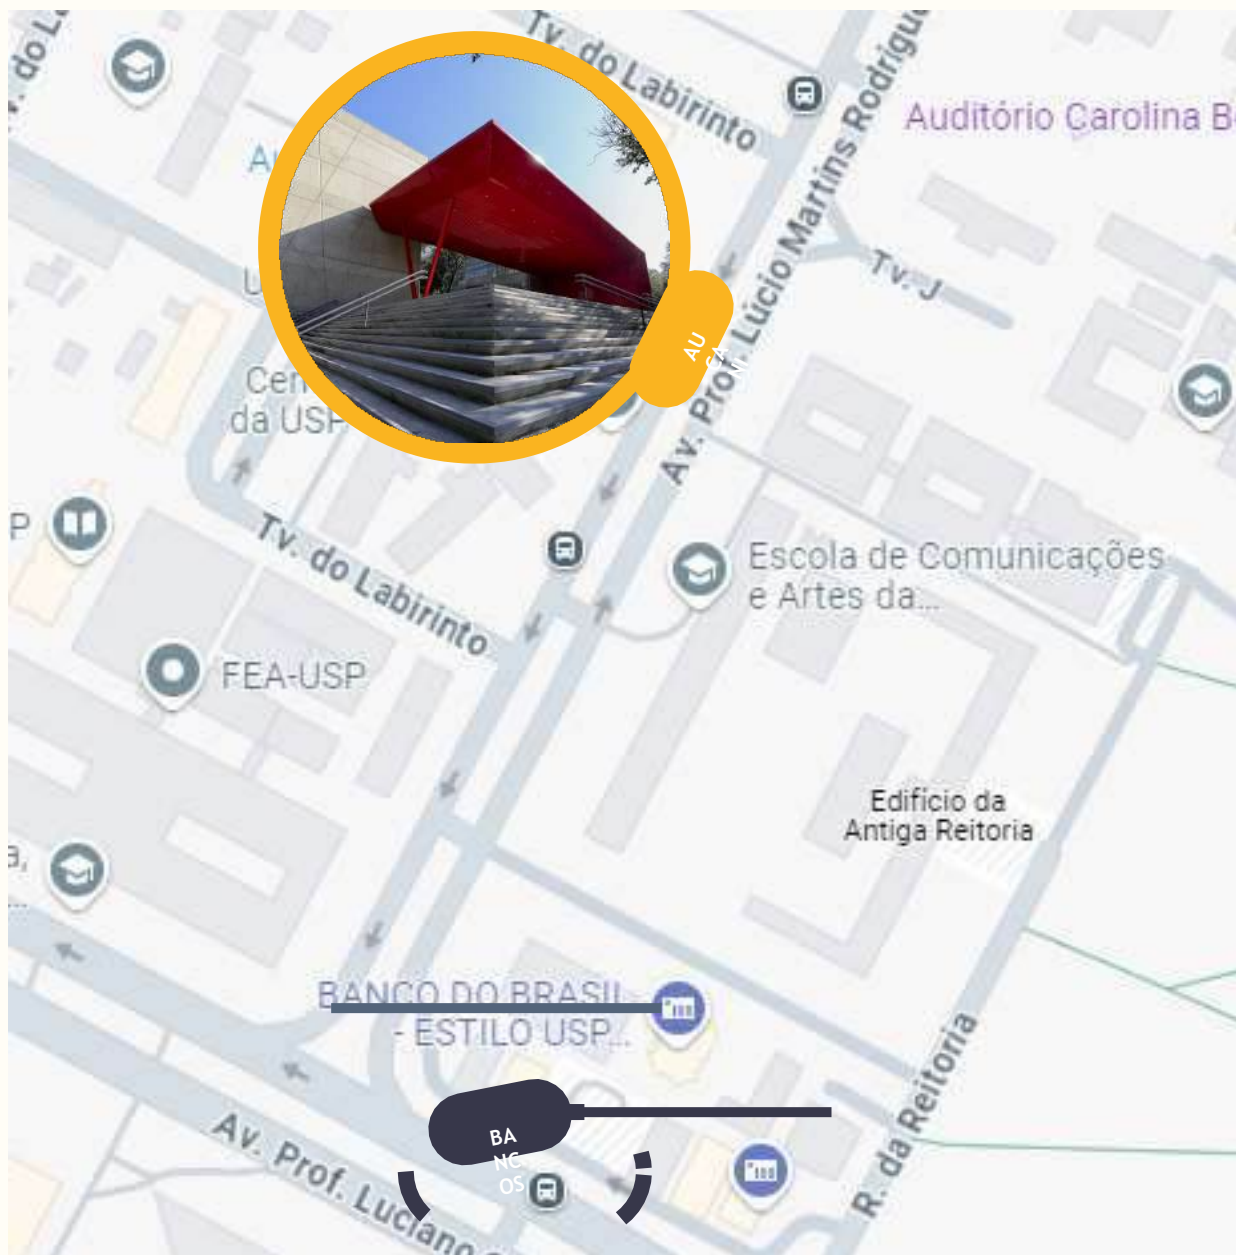 Tv. do Labirinto
Auditório Carolina
Av. Prof. Lúcio Martins
Tv. J
AU
da USP
P
Tv. do Labirinto
Escola de Comunicações
e Artes da...
FEA-USP
Edifício da
Antiga Reitoria
BANCO DO BRASIL
- ESTILO USP...
BA
NC
OS
Av. Prof. Luciano
R. da Reitoria